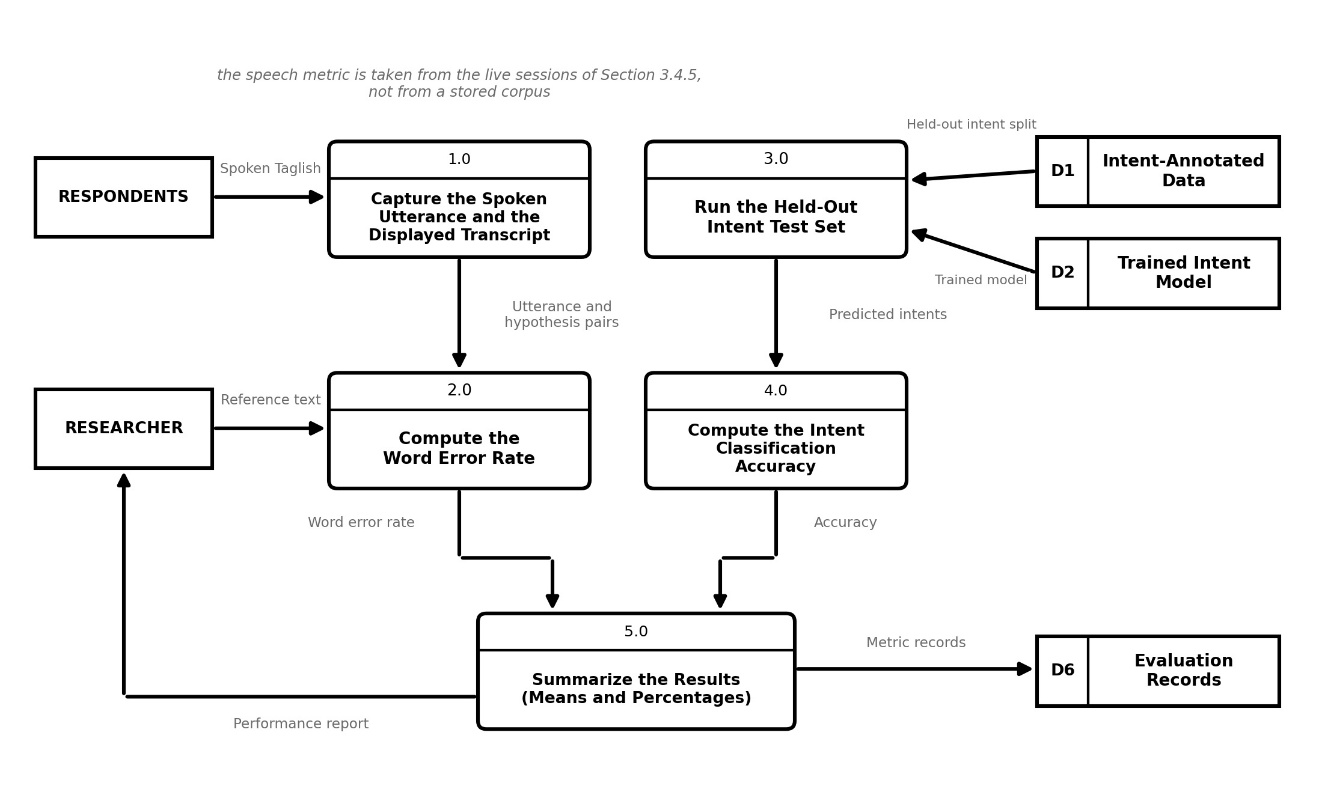 the speech metric is taken from the live sessions of Section 3.4.5,
not from a stored corpus
Held-out intent split
RESPONDENTS
Spoken Taglish
1.0
Capture the Spoken
Utterance and the
Displayed Transcript
3.0
Run the Held-Out
Intent Test Set
D1
Intent-Annotated
Data
D2
Trained Intent
Model
Trained model
Utterance and
hypothesis pairs
Predicted intents
RESEARCHER
Reference text
2.0
Compute the
Word Error Rate
4.0
Compute the Intent
Classification
Accuracy
Word error rate
Accuracy
5.0
Summarize the Results
(Means and Percentages)
Metric records
D6
Evaluation
Records
Performance report